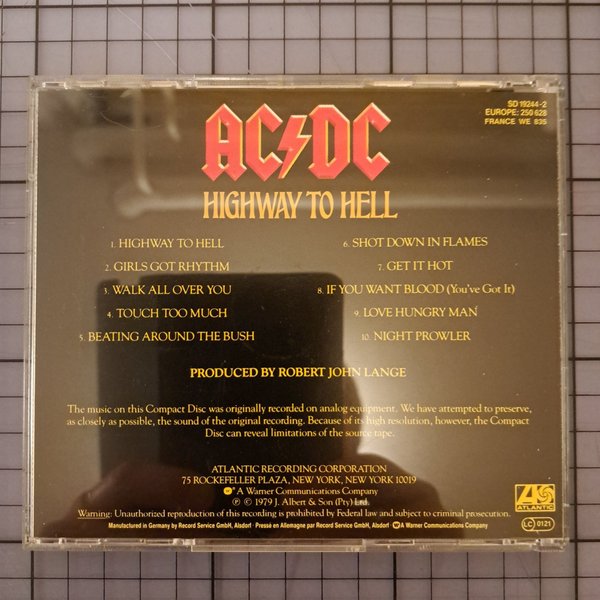 SD 19244-2
EUROPE: 250 628
FRANCE WE 835
AC DC
HIGHWAY TO HELL
1. HIGHWAY TO HELL
2. GIRLS GOT RHYTHM
3. WALK ALL OVER YOU
4. TOUCH TOO MUCH
5. BEATING AROUND THE BUSH
6. SHOT DOWN IN FLAMES
7. GET IT HOT
8. IF YOU WANT BLOOD (You've Got It)
9. LOVE HUNGRY MAN
10. NIGHT PROWLER
PRODUCED BY ROBERT JOHN LANGE
The music on this Compact Disc was originally recorded on analog equipment. We have attempted to preserve,
as closely as possible, the sound of the original recording. Because of its high resolution, however, the Compact
Disc can reveal limitations of the source tape.
ATLANTIC RECORDING CORPORATION
75 ROCKEFELLER PLAZA, NEW YORK, NEW YORK 10019
® A Warner Communications Company
℗ © 1979 J. Albert & Son (Pty) Ltd.
Warning: Unauthorized reproduction of this recording is prohibited by Federal law and subject to criminal prosecution.
Manufactured in Germany by Record Service GmbH, Alsdorf · Pressé en Allemagne par Record Service GmbH, Alsdorf · A Warner Communications Company
ATLANTIC
LC 0121